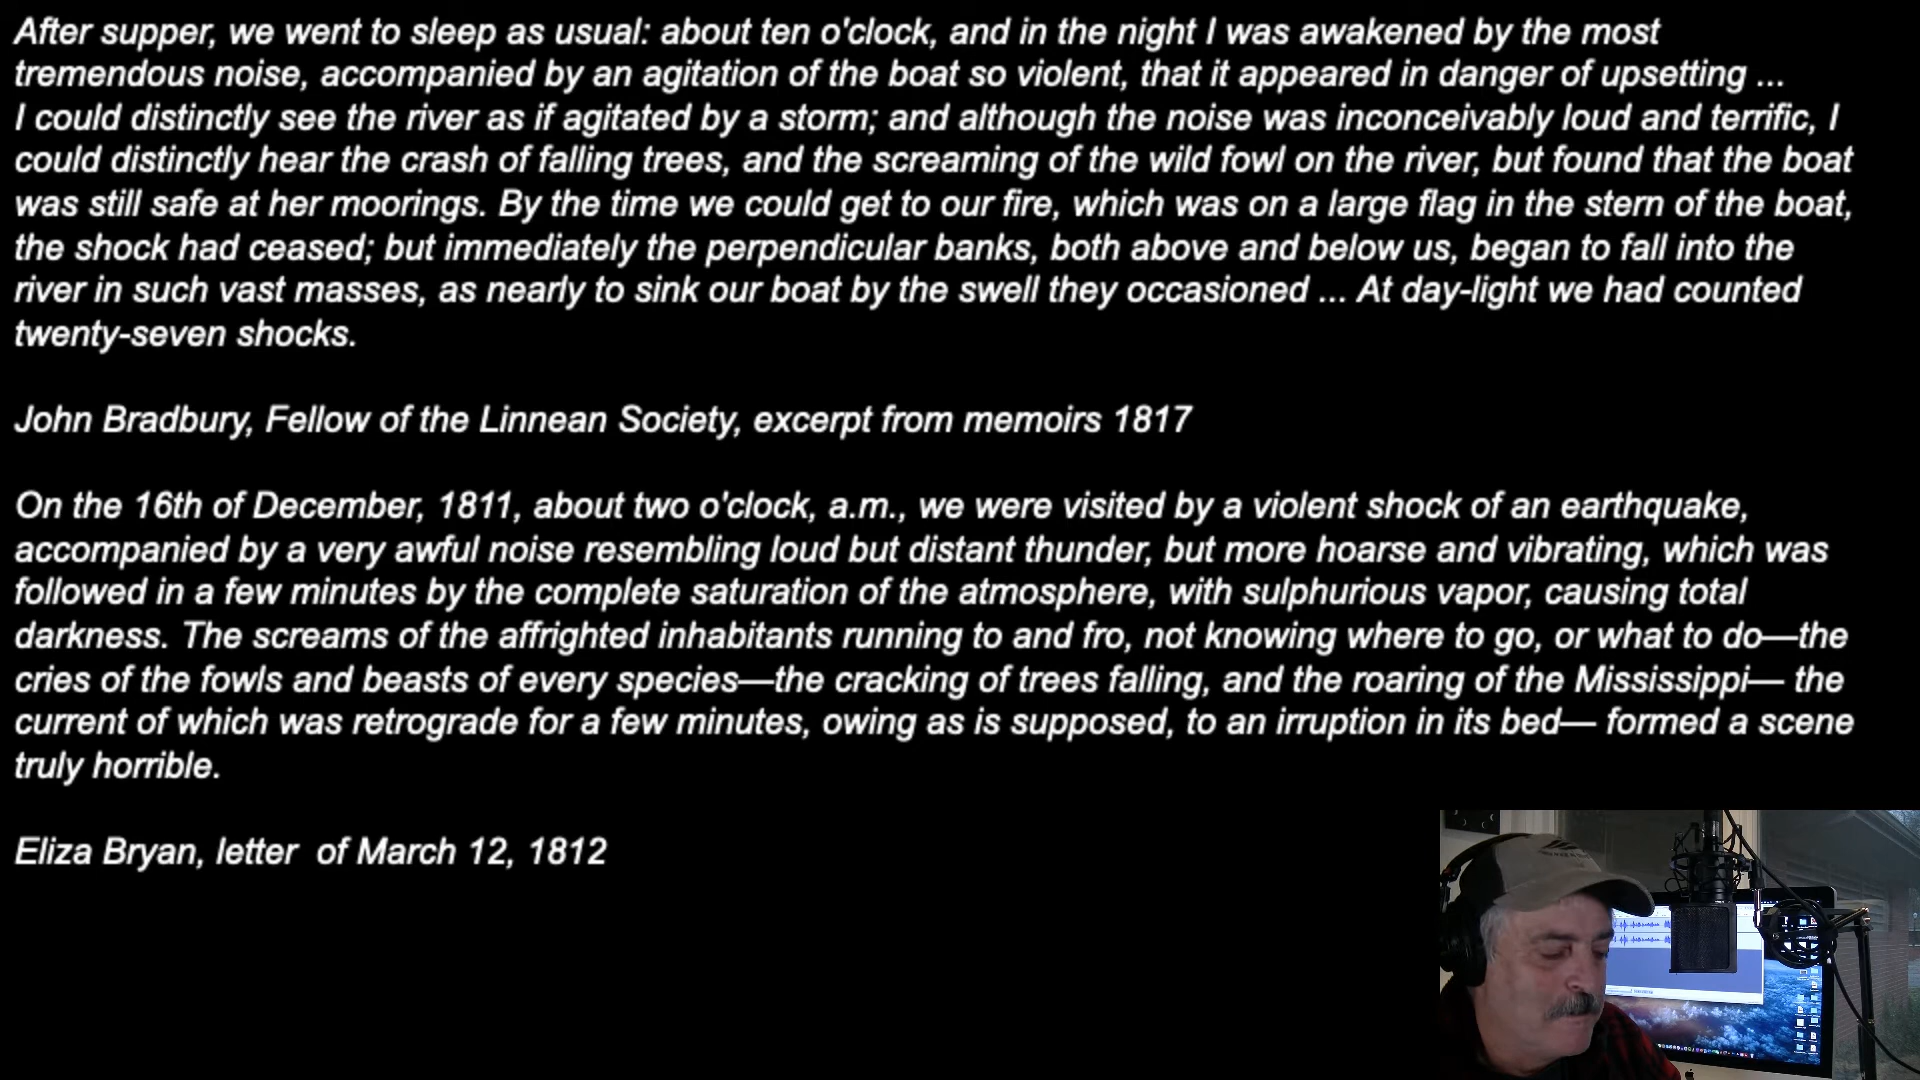 After supper, we went to sleep as usual: about ten o'clock, and in the night I was awakened by the most
tremendous noise, accompanied by an agitation of the boat so violent, that it appeared in danger of upsetting ...
I could distinctly see the river as if agitated by a storm; and although the noise was inconceivably loud and terrific, I
could distinctly hear the crash of falling trees, and the screaming of the wild fowl on the river, but found that the boat
was still safe at her moorings. By the time we could get to our fire, which was on a large flag in the stern of the boat,
the shock had ceased; but immediately the perpendicular banks, both above and below us, began to fall into the
river in such vast masses, as nearly to sink our boat by the swell they occasioned ... At day-light we had counted
twenty-seven shocks.
John Bradbury, Fellow of the Linnean Society, excerpt from memoirs 1817
On the 16th of December, 1811, about two o'clock, a.m., we were visited by a violent shock of an earthquake,
accompanied by a very awful noise resembling loud but distant thunder, but more hoarse and vibrating, which was
followed in a few minutes by the complete saturation of the atmosphere, with sulphurious vapor, causing total
darkness. The screams of the affrighted inhabitants running to and fro, not knowing where to go, or what to do—the
cries of the fowls and beasts of every species—the cracking of trees falling, and the roaring of the Mississippi— the
current of which was retrograde for a few minutes, owing as is supposed, to an irruption in its bed— formed a scene
truly horrible.
Eliza Bryan, letter  of March 12, 1812